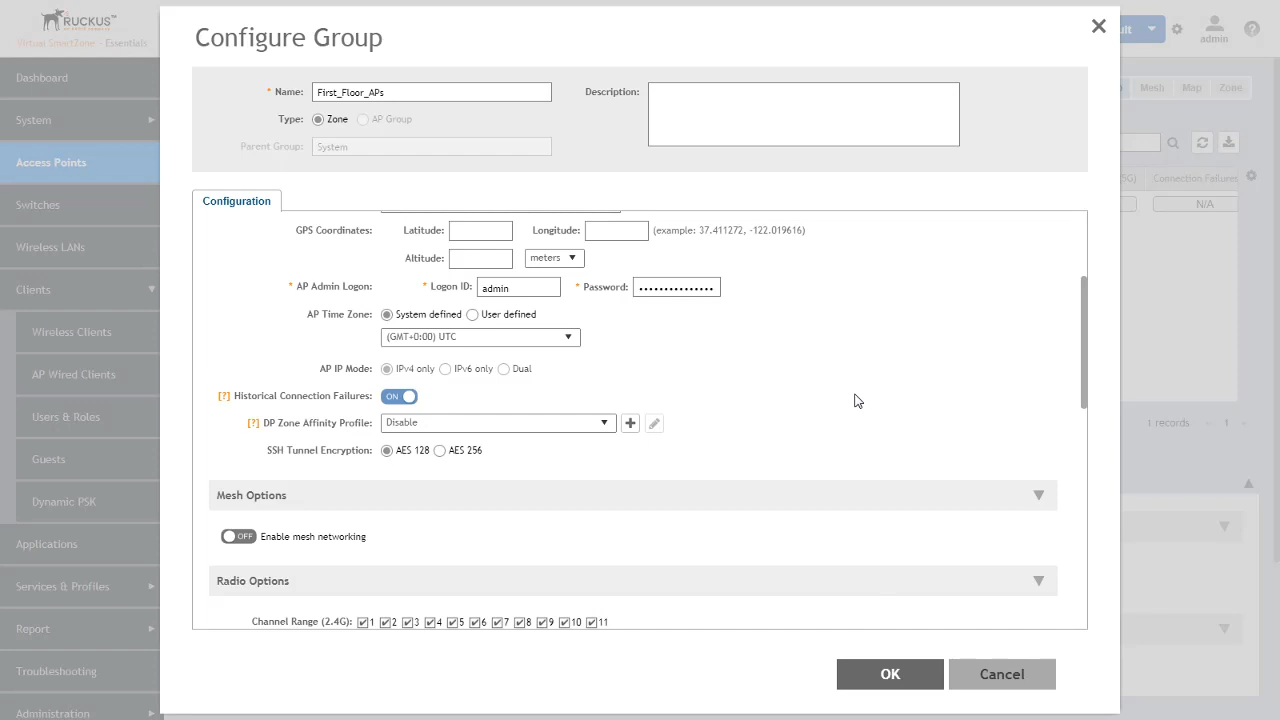 Configure Group
RUCKUS™
Virtual SmartZone - Essentials
admin
Dashboard
System
Access Points
Switches
Wireless LANs
Clients
Wireless Clients
AP Wired Clients
Users & Roles
Guests
Dynamic PSK
Applications
Services & Profiles
Report
Troubleshooting
Administration
* Name: First_Floor_APs
Description:
Type: Zone AP Group
Parent Group: System
Configuration
GPS Coordinates: Latitude: Longitude: (example: 37.411272, -122.019616)
Altitude: meters
* AP Admin Logon: * Logon ID: admin * Password: •••••••••••••••
AP Time Zone: System defined User defined
(GMT+0:00) UTC
AP IP Mode: IPv4 only IPv6 only Dual
[?] Historical Connection Failures: ON
[?] DP Zone Affinity Profile: Disable
SSH Tunnel Encryption: AES 128 AES 256
Mesh Options
OFF Enable mesh networking
Radio Options
Channel Range (2.4G): 1 2 3 4 5 6 7 8 9 10 11
OK Cancel
Mesh Map Zone
5G) Connection Failures
N/A
1 records 1